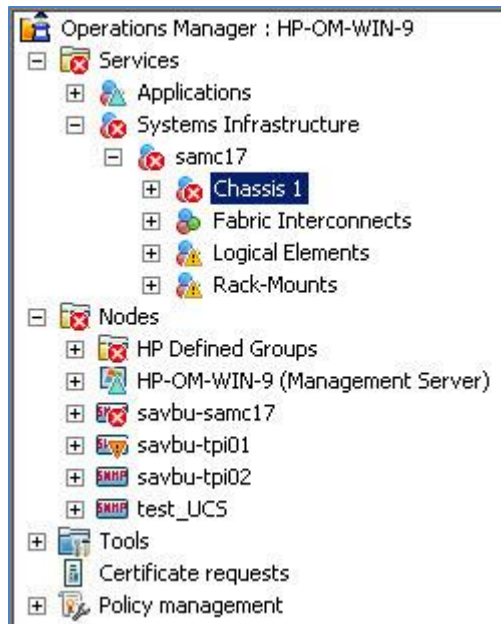 Operations Manager : HP-OM-WIN-9
Services
Applications
Systems Infrastructure
samc17
Chassis 1
Fabric Interconnects
Logical Elements
Rack-Mounts
Nodes
HP Defined Groups
HP-OM-WIN-9 (Management Server)
savbu-samc17
savbu-tpi01
SNMP savbu-tpi02
SNMP test_UCS
Tools
Certificate requests
Policy management